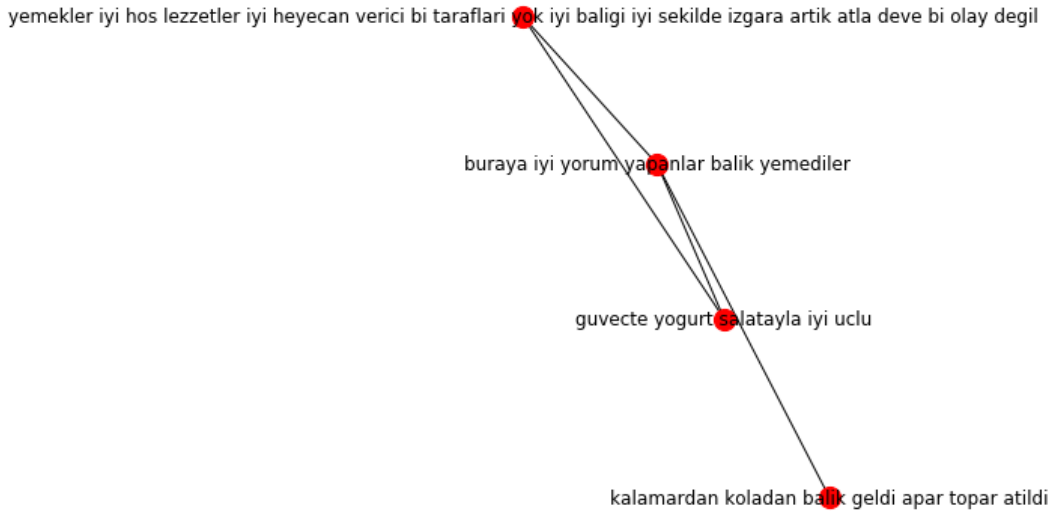 yemekler iyi hos lezzetler iyi heyecan verici bi taraflari yok iyi baligi iyi sekilde izgara artik atla deve bi olay degil
buraya iyi yorum yapanlar balik yemediler
guvecte yogurt salatayla iyi uclu
kalamardan koladan balik geldi apar topar atildi